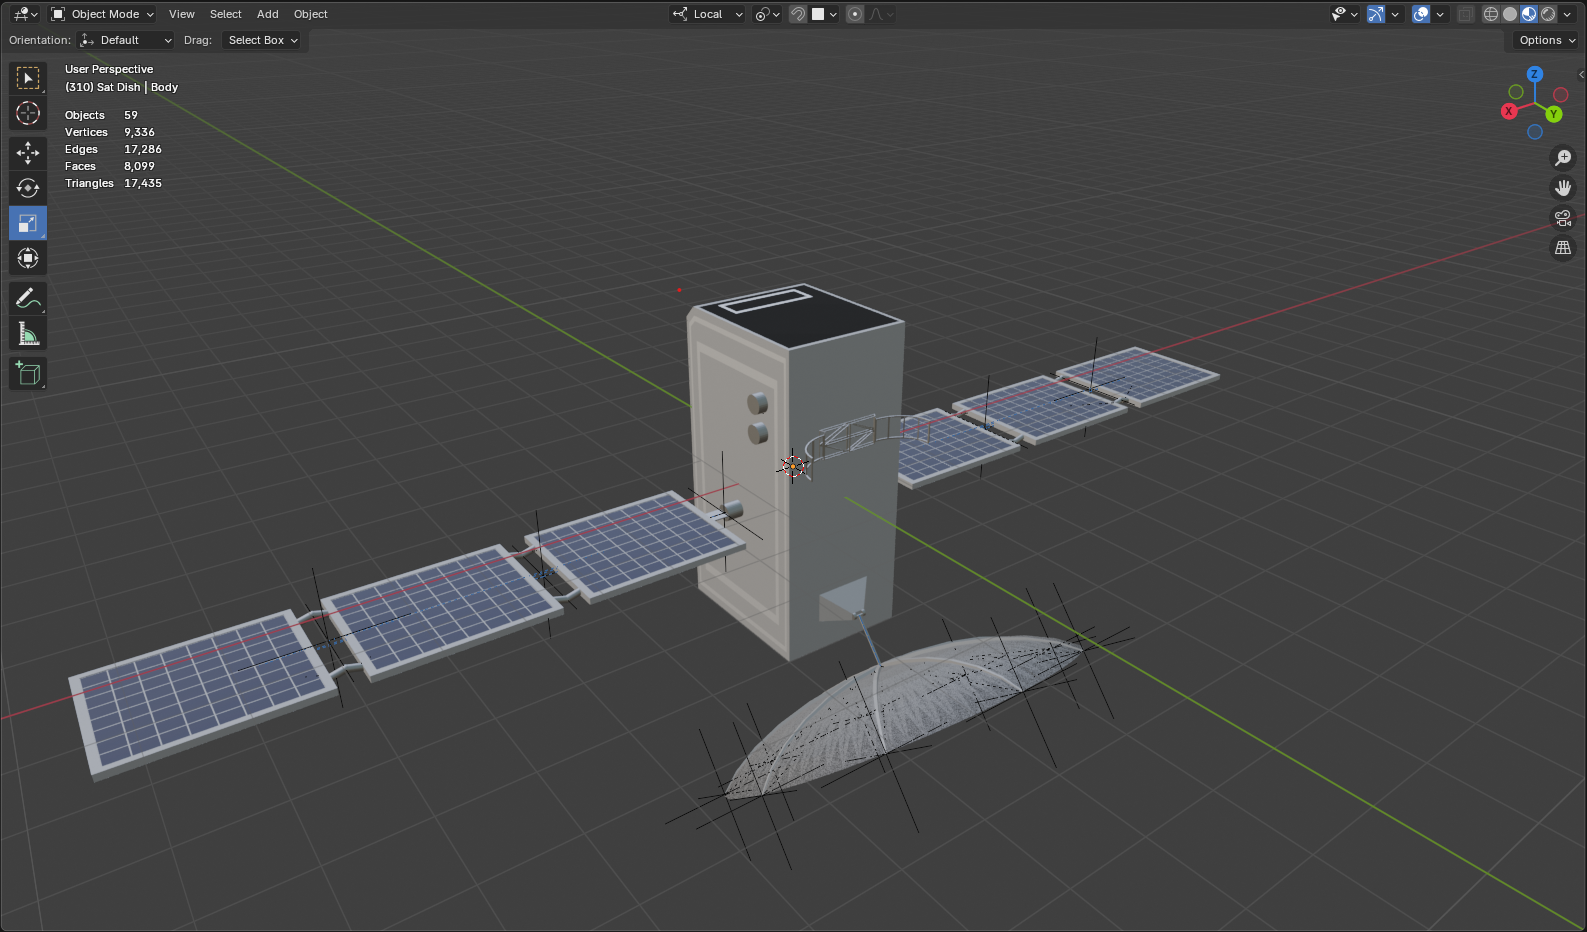 Object Mode View Select Add Object Local
Orientation: Default Drag: Select Box Options
User Perspective
(310) Sat Dish | Body
Objects 59
Vertices 9,336
Edges 17,286
Faces 8,099
Triangles 17,435
Z
X
Y